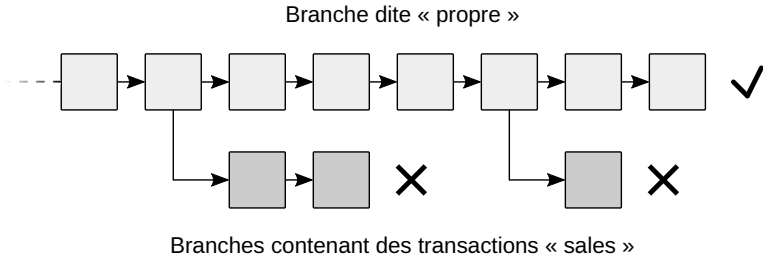 Branche dite « propre »
Branches contenant des transactions « sales »